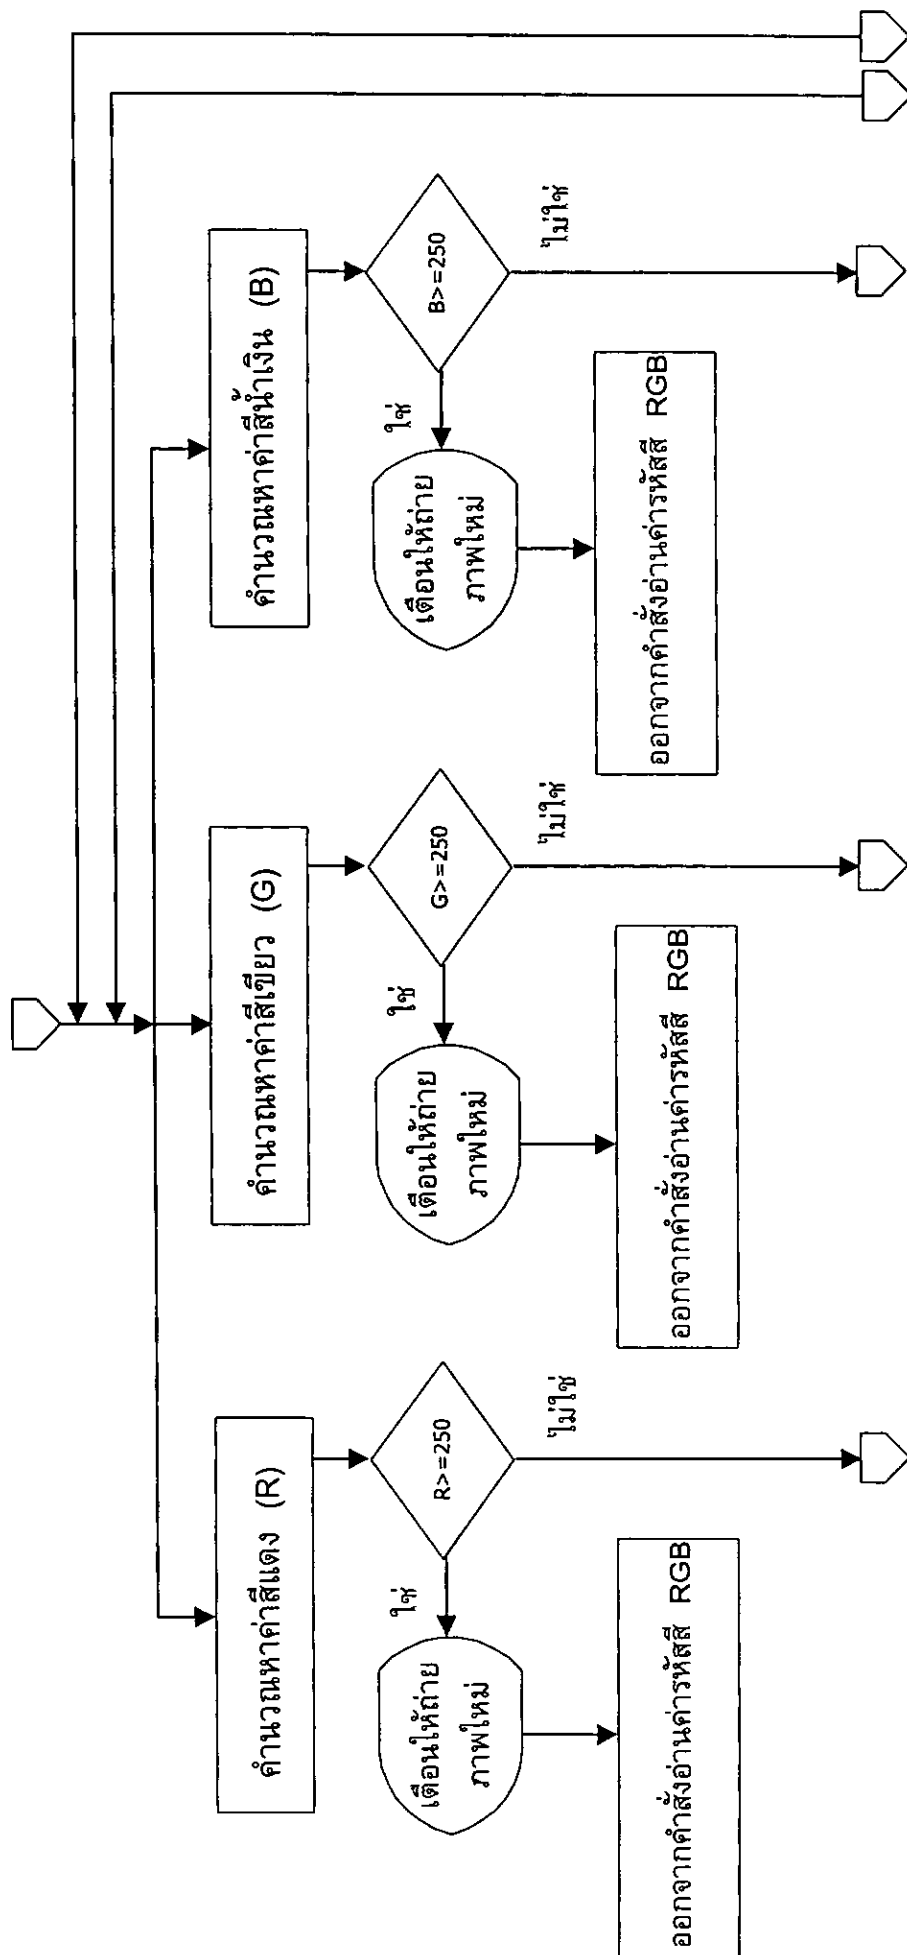 คำนวณหาค่าสีแดง (R)
R>=250
ใช่
ไม่ใช่
เตือนให้ถ่าย
ภาพใหม่
ออกจากคำสั่งอ่านค่ารหัสสี RGB
คำนวณหาค่าสีเขียว (G)
G>=250
ใช่
ไม่ใช่
เตือนให้ถ่าย
ภาพใหม่
ออกจากคำสั่งอ่านค่ารหัสสี RGB
คำนวณหาค่าสีน้ำเงิน (B)
B>=250
ใช่
ไม่ใช่
เตือนให้ถ่าย
ภาพใหม่
ออกจากคำสั่งอ่านค่ารหัสสี RGB